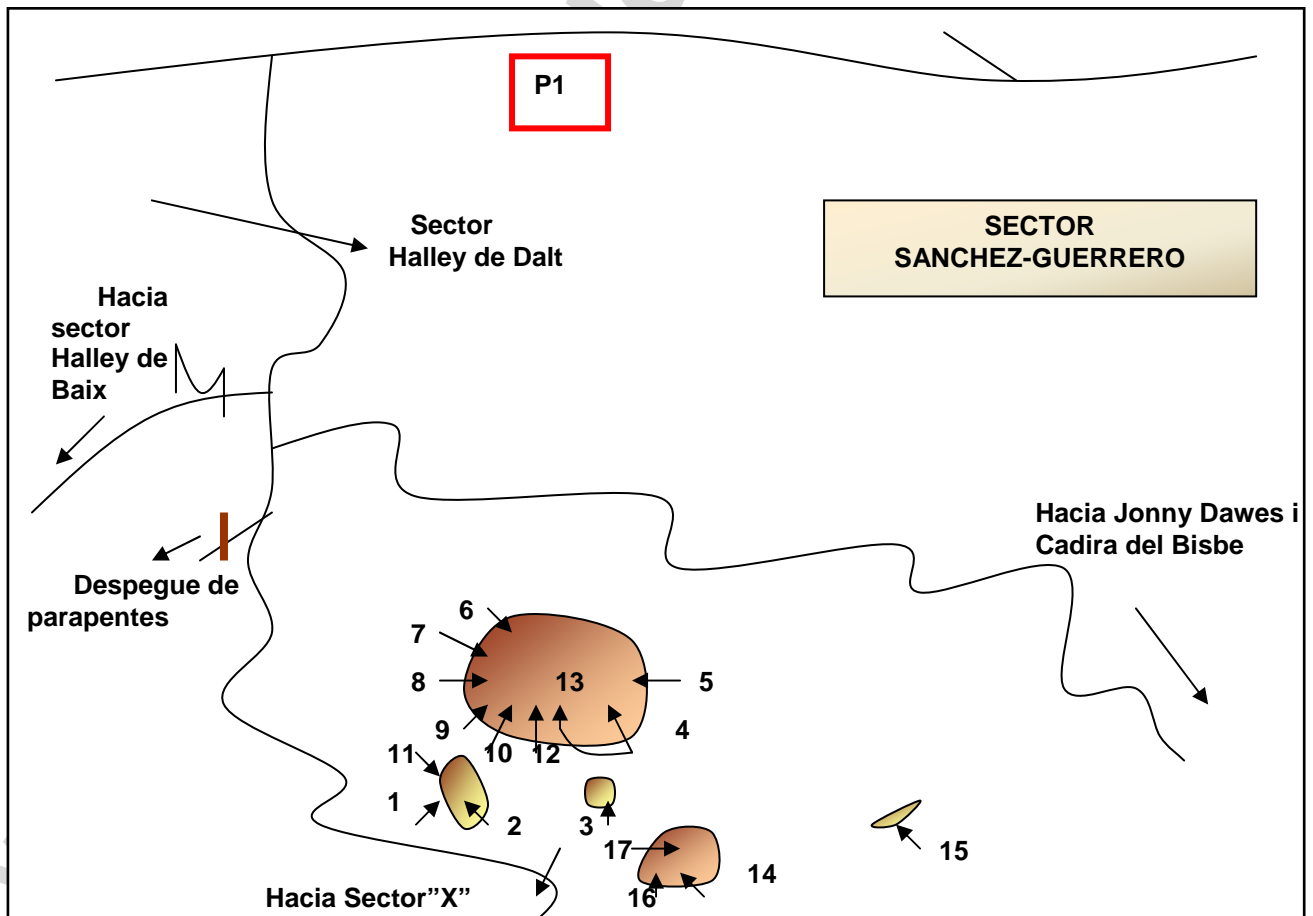 P1
SECTOR
SANCHEZ-GUERRERO
Sector
Halley de Dalt
Hacia
sector
Halley de
Baix
Hacia Jonny Dawes i
Cadira del Bisbe
Despegue de
parapentes
6
7
8
13
5
9
10
12
4
11
1
2
3
17
15
14
16
Hacia Sector"X"